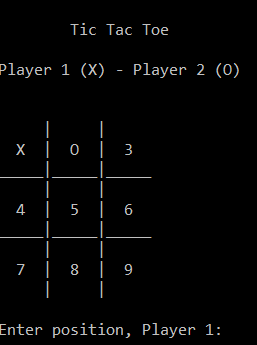 Tic Tac Toe
Player 1 (X) - Player 2 (O)
X | O | 3
4 | 5 | 6
7 | 8 | 9
Enter position, Player 1: